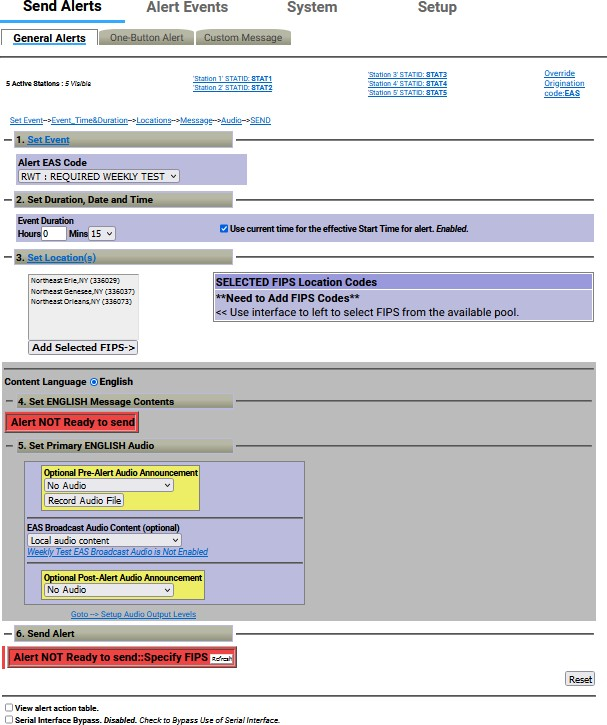 Send Alerts Alert Events System Setup
General Alerts One-Button Alert Custom Message
5 Active Stations : 5 Visible
'Station 1' STATID: STAT1
'Station 2' STATID: STAT2
'Station 3' STATID: STAT3
'Station 4' STATID: STAT4
'Station 5' STATID: STAT5
Override
Origination
code:EAS
Set Event-->Event_Time&Duration-->Locations-->Message-->Audio-->SEND
1. Set Event
Alert EAS Code
RWT : REQUIRED WEEKLY TEST
2. Set Duration, Date and Time
Event Duration
Hours 0 Mins 15
Use current time for the effective Start Time for alert. Enabled.
3. Set Location(s)
Northeast Erie,NY (336029)
Northeast Genesee,NY (336037)
Northeast Orleans,NY (336073)
Add Selected FIPS->
SELECTED FIPS Location Codes
**Need to Add FIPS Codes**
<< Use interface to left to select FIPS from the available pool.
Content Language English
4. Set ENGLISH Message Contents
Alert NOT Ready to send
5. Set Primary ENGLISH Audio
Optional Pre-Alert Audio Announcement
No Audio
Record Audio File
EAS Broadcast Audio Content (optional)
Local audio content
Weekly Test EAS Broadcast Audio is Not Enabled
Optional Post-Alert Audio Announcement
No Audio
Goto --> Setup Audio Output Levels
6. Send Alert
Alert NOT Ready to send::Specify FIPS Refresh
Reset
View alert action table.
Serial Interface Bypass. Disabled. Check to Bypass Use of Serial Interface.